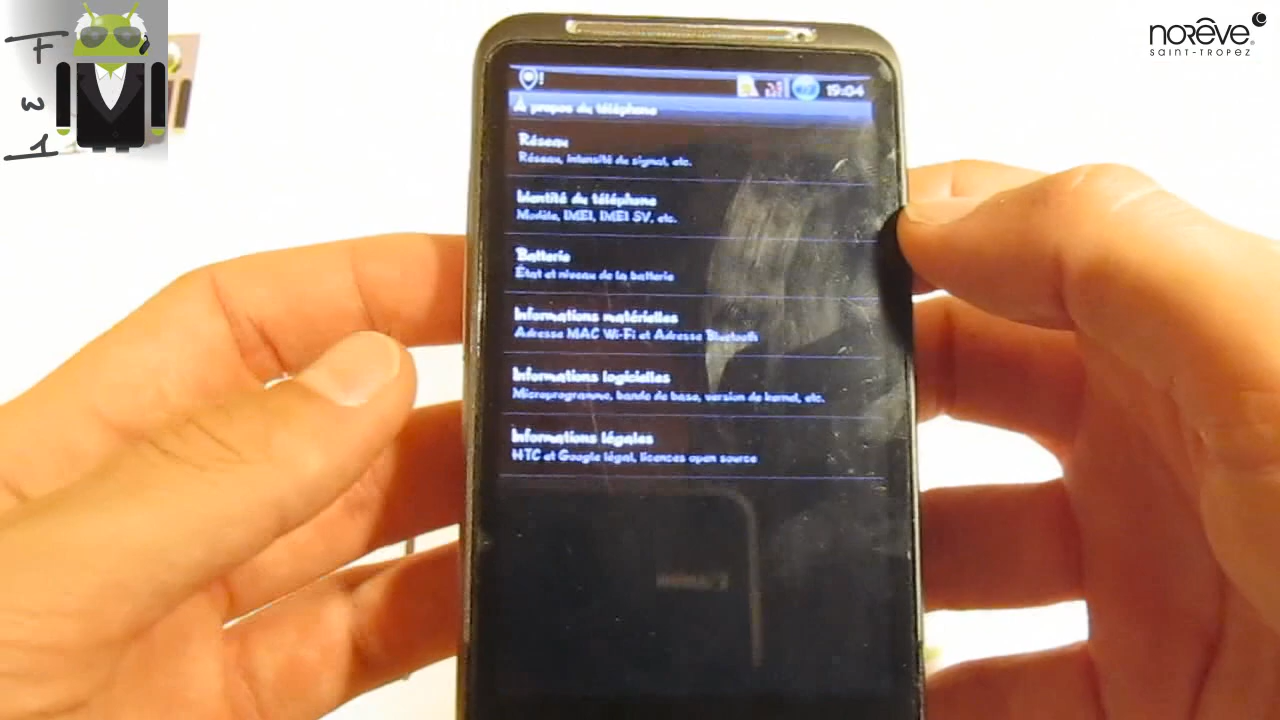 F
3
1
norêve
SAINT-TROPEZ
19:04
À propos du téléphone
Réseau
Réseau, intensité du signal, etc.
Identité du téléphone
Modèle, IMEI, IMEI SV, etc.
Batterie
État et niveau de la batterie
Informations matérielles
Adresse MAC Wi-Fi et Adresse Bluetooth
Informations logicielles
Microprogramme, bande de base, version de kernel, etc.
Informations légales
HTC et Google légal, licences open source